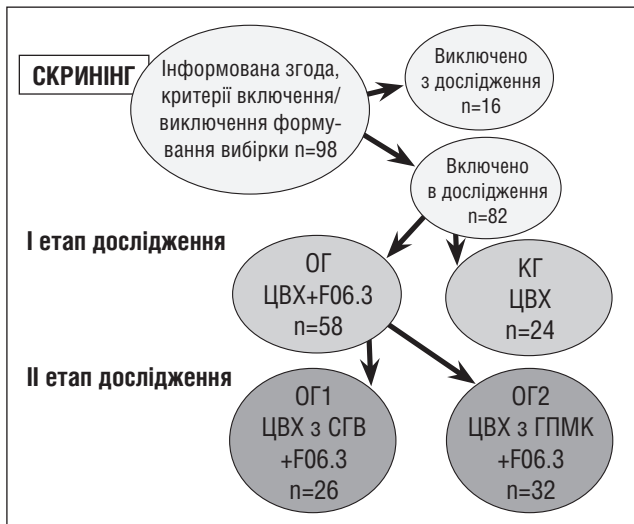 СКРИНІНГ
Інформована згода,
критерії включення/
виключення форму-
вання вибірки n=98
Виключено
з дослідження
n=16
Включено
в дослідження
n=82
І етап дослідження
ОГ
ЦВХ+F06.3
n=58
КГ
ЦВХ
n=24
ІІ етап дослідження
ОГ1
ЦВХ з СГВ
+F06.3
n=26
ОГ2
ЦВХ з ГПМК
+F06.3
n=32